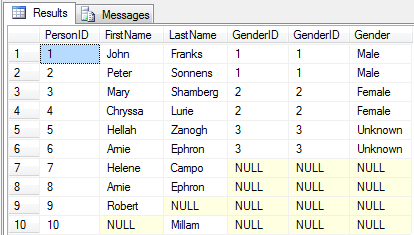 Results Messages
PersonID FirstName LastName GenderID GenderID Gender
1 1 John Franks 1 1 Male
2 2 Peter Sonnens 1 1 Male
3 3 Mary Shamberg 2 2 Female
4 4 Chryssa Lurie 2 2 Female
5 5 Hellah Zanogh 3 3 Unknown
6 6 Amie Ephron 3 3 Unknown
7 7 Helene Campo NULL NULL NULL
8 8 Amie Ephron NULL NULL NULL
9 9 Robert NULL NULL NULL NULL
10 10 NULL Millam NULL NULL NULL